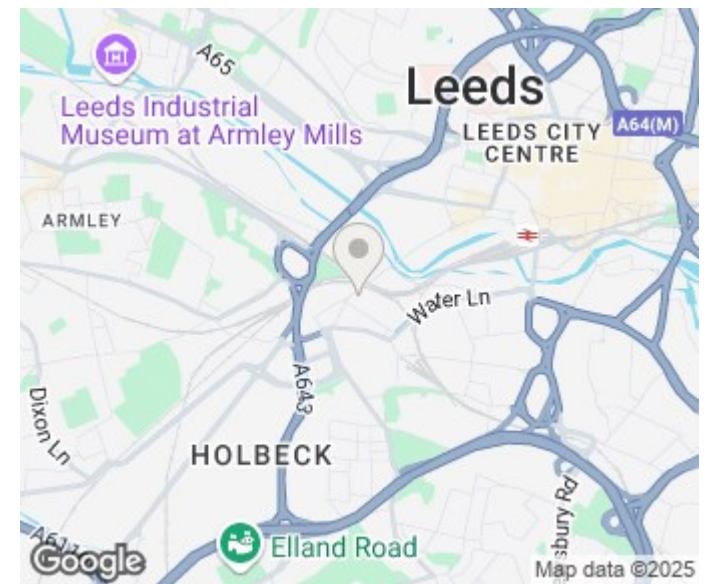 A65
Leeds
Leeds Industrial
Museum at Armley Mills
A64(M)
LEEDS CITY
CENTRE
ARMLEY
Water Ln
A643
Dixon Ln
HOLBECK
Elland Road
Google
Map data ©2025